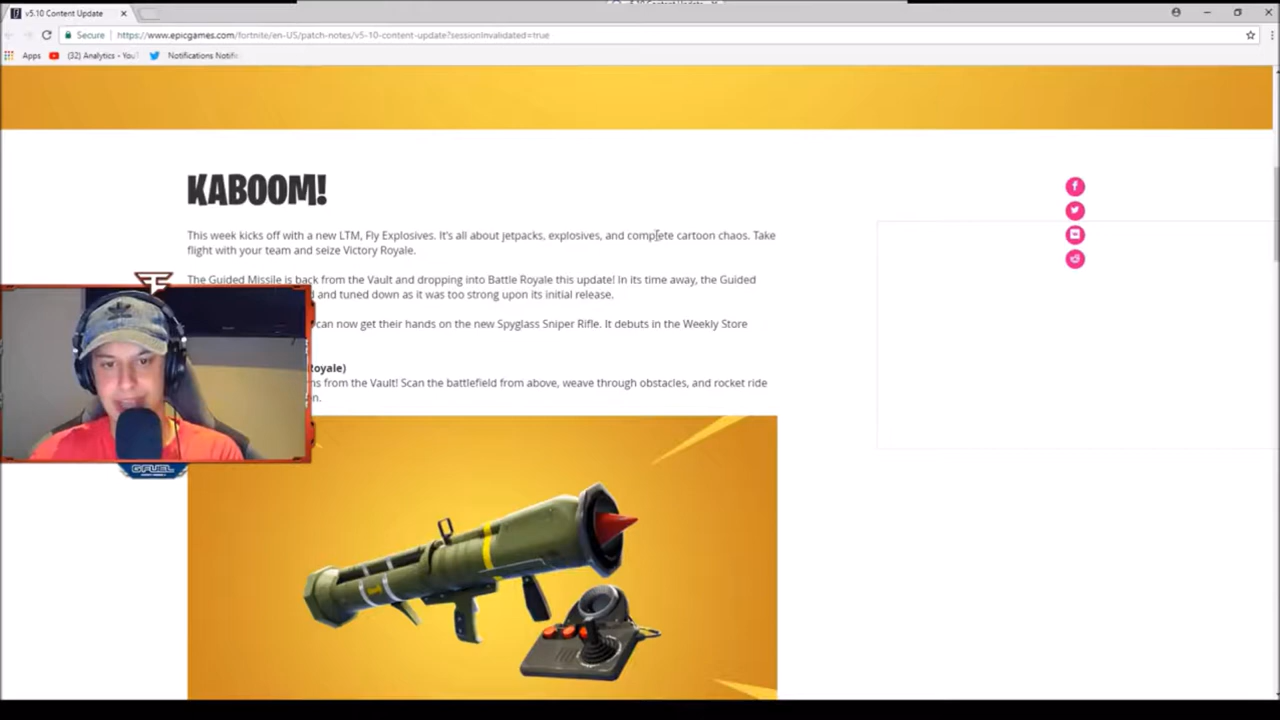 v5.10 Content Update
Secure
https://www.epicgames.com/fortnite/en-US/patch-notes/v5-10-content-update?sessionInvalidated=true
Apps
(32) Analytics - YouT
Notifications Notific
KABOOM!
This week kicks off with a new LTM, Fly Explosives. It's all about jetpacks, explosives, and complete cartoon chaos. Take
flight with your team and seize Victory Royale.
The Guided Missile is back from the Vault and dropping into Battle Royale this update! In its time away, the Guided
and tuned down as it was too strong upon its initial release.
can now get their hands on the new Spyglass Sniper Rifle. It debuts in the Weekly Store
Royale)
from the Vault! Scan the battlefield from above, weave through obstacles, and rocket ride
G FUEL